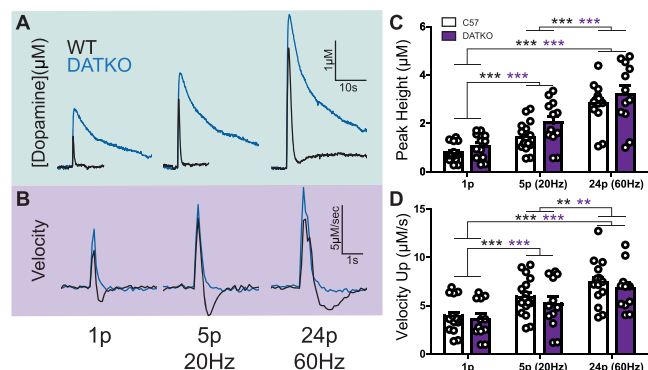 A
WT
DATKO
[Dopamine](μM)
1μM
10s
B
Velocity
5μM/sec
1s
1p
5p
20Hz
24p
60Hz
C
C57
DATKO
Peak Height (μM)
6
4
2
0
*** ***
*** ***
*** ***
1p
5p (20Hz)
24p (60Hz)
D
Velocity Up (μM/s)
15
10
5
0
** **
*** ***
*** ***
1p
5p (20Hz)
24p (60Hz)